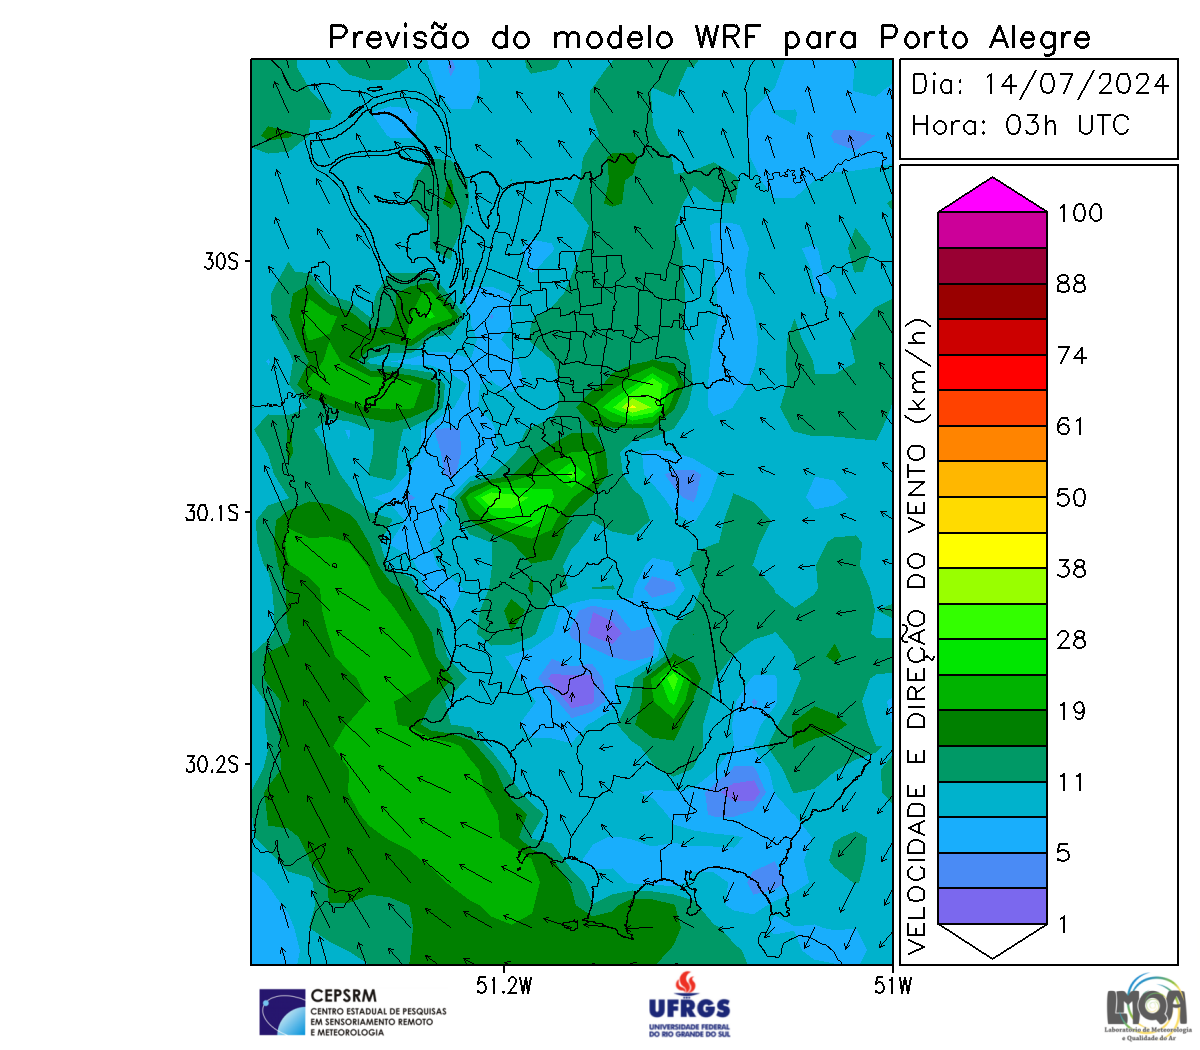 Previsão do modelo WRF para Porto Alegre
Dia: 14/07/2024
Hora: 03h UTC
30S
30.1S
30.2S
51.2W
51W
VELOCIDADE E DIREÇÃO DO VENTO (km/h)
100
88
74
61
50
38
28
19
11
5
1
CEPSRM
CENTRO ESTADUAL DE PESQUISAS
EM SENSORIAMENTO REMOTO
E METEOROLOGIA
UFRGS
UNIVERSIDADE FEDERAL
DO RIO GRANDE DO SUL
LMQA
Laboratório de Meteorologia
e Qualidade do Ar